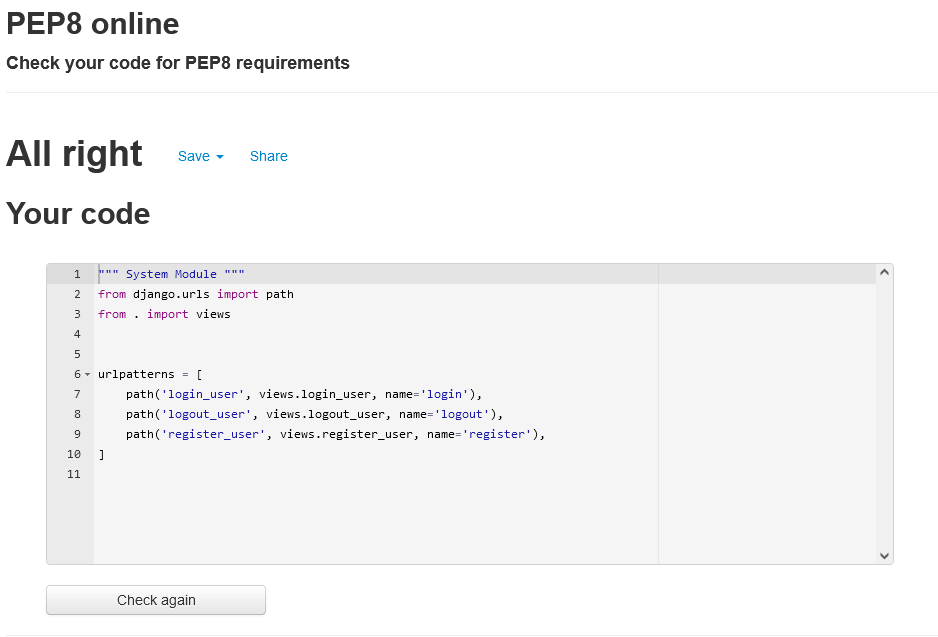 PEP8 online
Check your code for PEP8 requirements
All right Save Share
Your code
1 """ System Module """
2 from django.urls import path
3 from . import views
4
5
6 urlpatterns = [
7     path('login_user', views.login_user, name='login'),
8     path('logout_user', views.logout_user, name='logout'),
9     path('register_user', views.register_user, name='register'),
10 ]
11
Check again